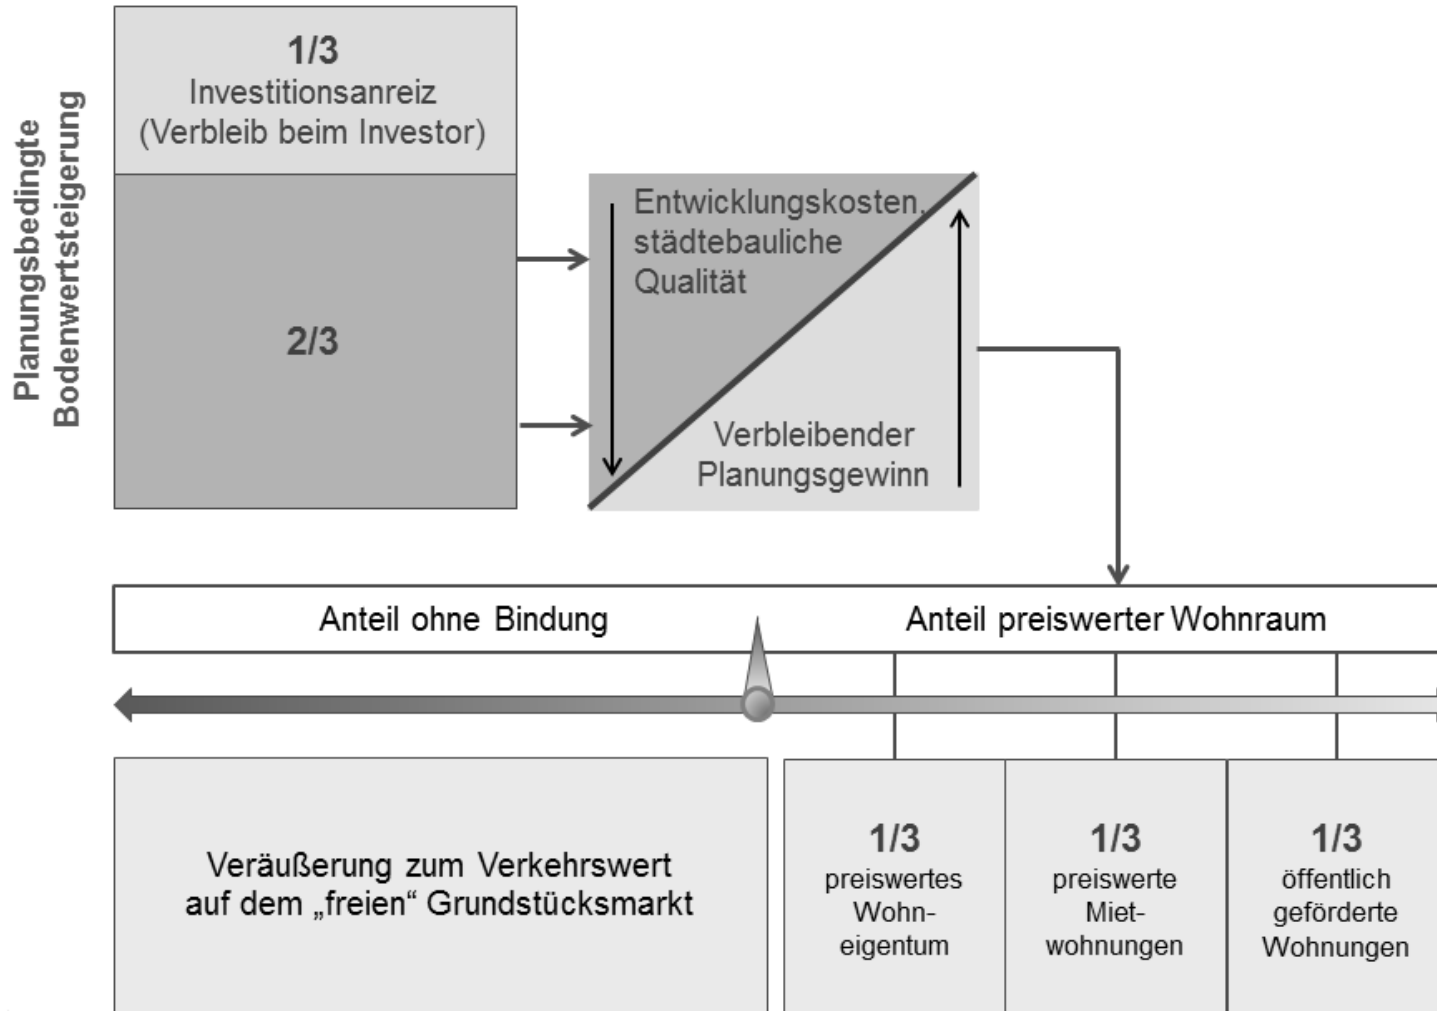 Planungsbedingte
Bodenwertsteigerung
1/3
Investitionsanreiz
(Verbleib beim Investor)
2/3
Entwicklungskosten,
städtebauliche
Qualität
Verbleibender
Planungsgewinn
Anteil ohne Bindung
Anteil preiswerter Wohnraum
Veräußerung zum Verkehrswert
auf dem „freien“ Grundstücksmarkt
1/3
preiswertes
Wohn-
eigentum
1/3
preiswerte
Miet-
wohnungen
1/3
öffentlich
geförderte
Wohnungen